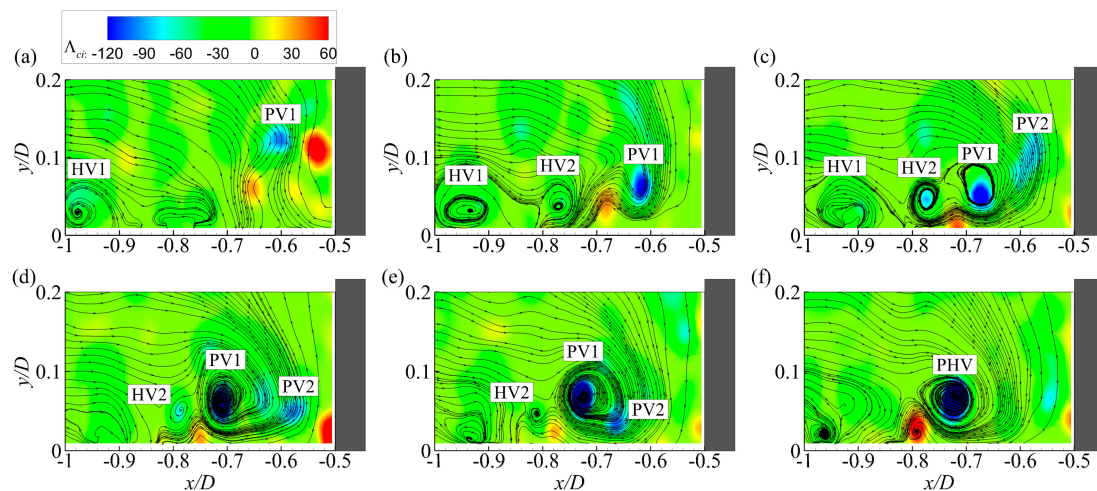 Λci: -120 -90 -60 -30 0 30 60
(a) (b) (c)
0.2 0.2 0.2
PV1
PV2
HV1 HV1 HV2 PV1 HV1 HV2 PV1
y/D 0.1 y/D 0.1 y/D 0.1
0 0 0
-1 -0.9 -0.8 -0.7 -0.6 -0.5 -1 -0.9 -0.8 -0.7 -0.6 -0.5 -1 -0.9 -0.8 -0.7 -0.6 -0.5
(d) (e) (f)
0.2 0.2 0.2
PV1 PV1 PHV
HV2 PV2 HV2 PV2
y/D 0.1 y/D 0.1 y/D 0.1
0 0 0
-1 -0.9 -0.8 -0.7 -0.6 -0.5 -1 -0.9 -0.8 -0.7 -0.6 -0.5 -1 -0.9 -0.8 -0.7 -0.6 -0.5
x/D x/D x/D